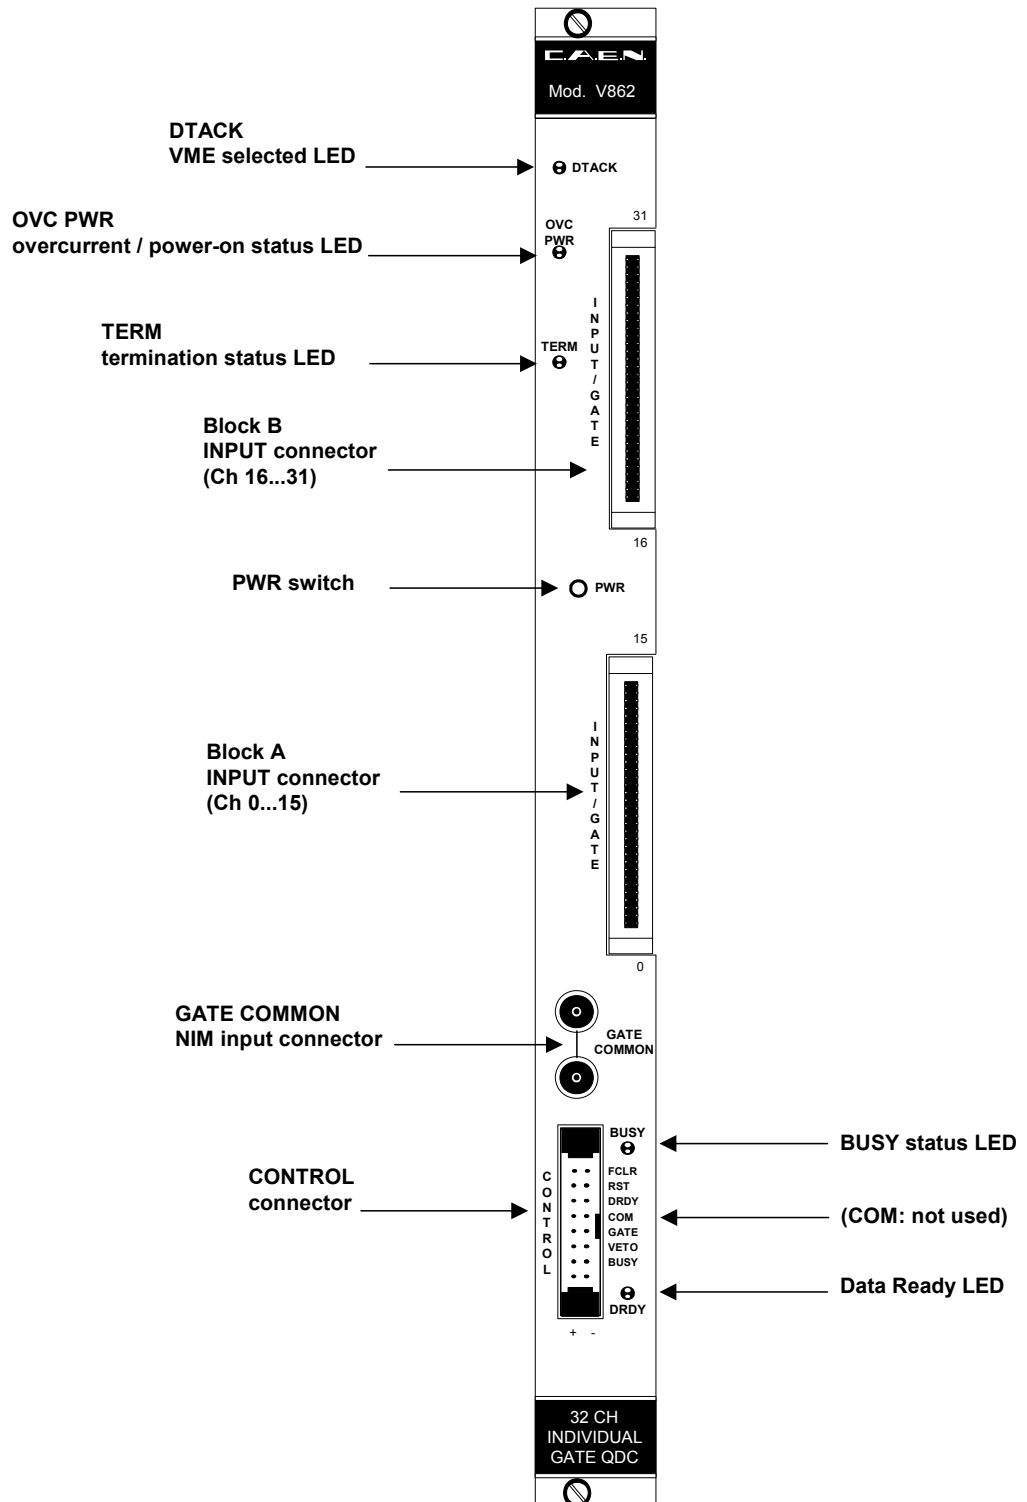 C.A.E.N.
Mod. V862
DTACK
VME selected LED
DTACK
31
OVC PWR
overcurrent / power-on status LED
OVC
PWR
INPUT/GATE
TERM
termination status LED
TERM
Block B
INPUT connector
(Ch 16...31)
16
PWR switch
PWR
15
INPUT/GATE
Block A
INPUT connector
(Ch 0...15)
0
GATE COMMON
NIM input connector
GATE
COMMON
BUSY
BUSY status LED
CONTROL
connector
CONTROL
FCLR
RST
DRDY
COM
GATE
VETO
BUSY
(COM: not used)
Data Ready LED
DRDY
+ -
32 CH
INDIVIDUAL
GATE QDC